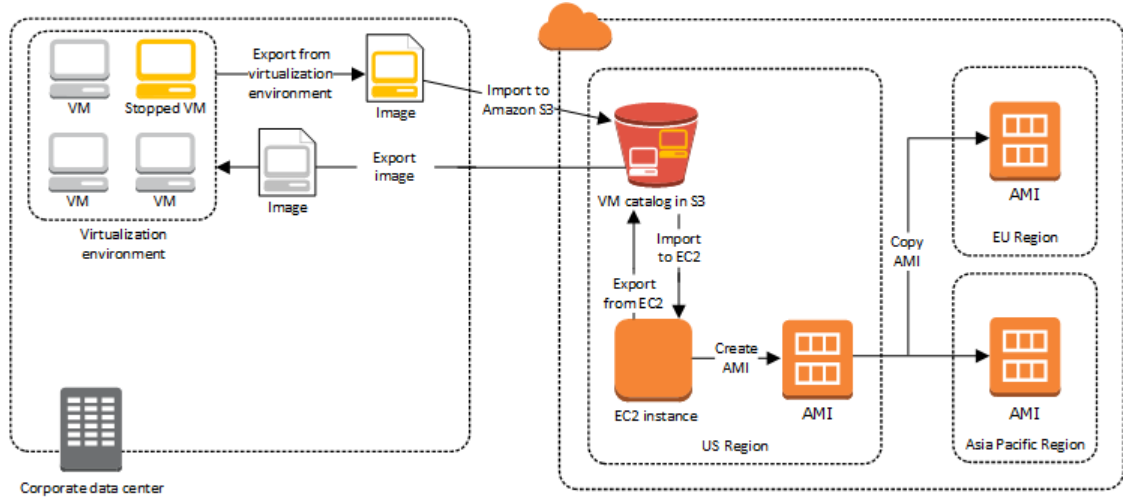 VM
Stopped VM
VM
VM
Virtualization
environment
Export from
virtualization
environment
Image
Image
Export
image
Import to
Amazon S3
VM catalog in S3
Import
to EC2
Export
from EC2
EC2 instance
Create
AMI
AMI
US Region
Copy
AMI
AMI
EU Region
AMI
Asia Pacific Region
Corporate data center